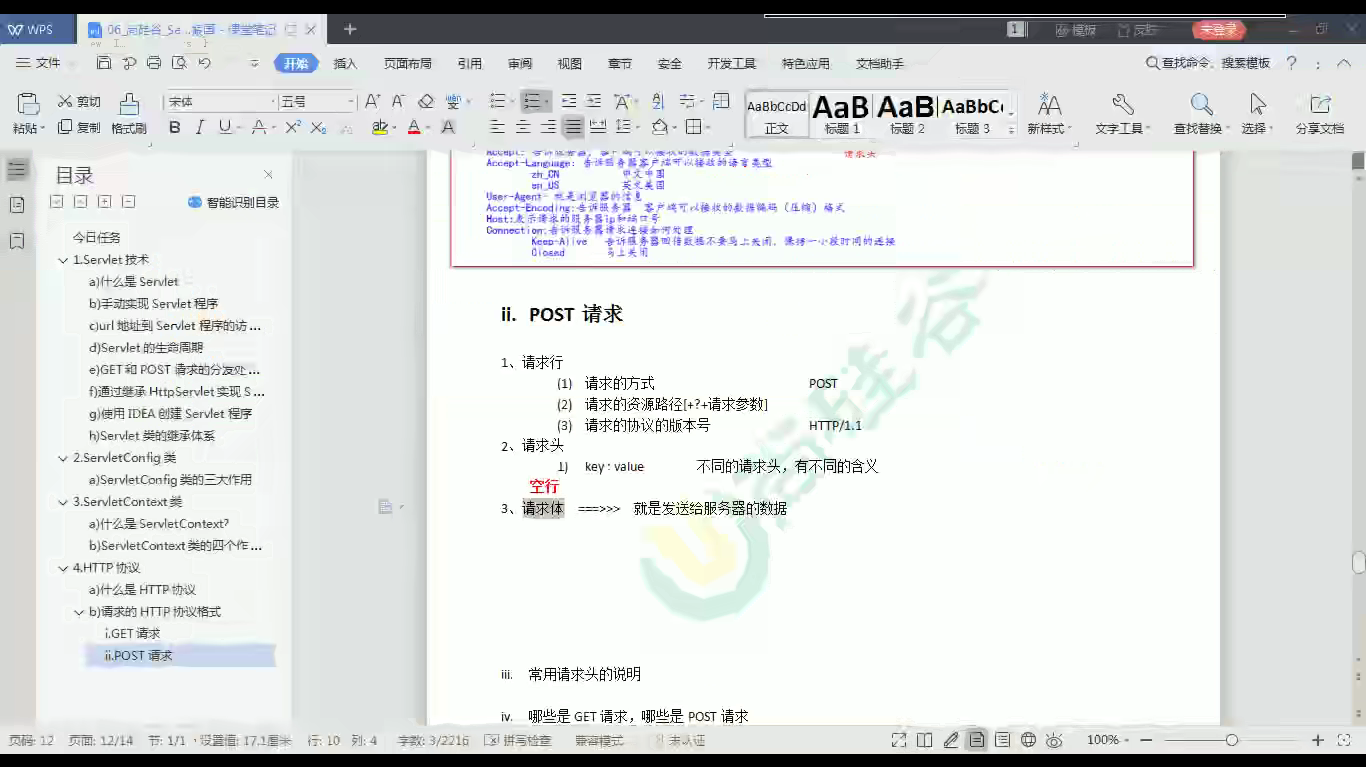 WPS
06_尚硅谷_Sa... 课堂笔记
1
模板
未登录
文件
开始
插入
页面布局
引用
审阅
视图
章节
安全
开发工具
特色应用
文档助手
查找命令、搜索模板
粘贴
剪切
复制
格式刷
宋体
五号
AaBbCcDd
正文
AaB
标题 1
AaB
标题 2
AaBbC
标题 3
新样式
文字工具
查找替换
选择
分享文档
目录
智能识别目录
今日任务
1.Servlet 技术
a)什么是 Servlet
b)手动实现 Servlet 程序
c)url 地址到 Servlet 程序的访 ...
d)Servlet 的生命周期
e)GET 和 POST 请求的分发处 ...
f)通过继承 HttpServlet 实现 S ...
g)使用 IDEA 创建 Servlet 程序
h)Servlet 类的继承体系
2.ServletConfig 类
a)ServletConfig 类的三大作用
3.ServletContext 类
a)什么是 ServletContext?
b)ServletContext 类的四个作 ...
4.HTTP 协议
a)什么是 HTTP 协议
b)请求的 HTTP 协议格式
i.GET 请求
ii.POST 请求
Accept: 告诉服务器，客户端可以接收的数据类型
请求头
Accept-Language: 告诉服务器客户端可以接收的语言类型
zh_CN 中文中国
en_US 英文美国
User-Agent: 就是浏览器的信息
Accept-Encoding:告诉服务器 客户端可以接收的数据编码（压缩）格式
Host:表示请求的服务器ip和端口号
Connection:告诉服务器请求连接如何处理
Keep-Alive 告诉服务器回传数据不要马上关闭，保持一小段时间的连接
Closed 马上关闭
ii. POST 请求
1、请求行
(1) 请求的方式 POST
(2) 请求的资源路径[+?+请求参数]
(3) 请求的协议的版本号 HTTP/1.1
2、请求头
1) key : value 不同的请求头，有不同的含义
空行
3、请求体 ===>>> 就是发送给服务器的数据
尚硅谷
iii. 常用请求头的说明
iv. 哪些是 GET 请求，哪些是 POST 请求
页码: 12 页面: 12/14 节: 1/1 设置值: 17.1厘米 行: 10 列: 4 字数: 3/2216 拼写检查 兼容模式 未认证
100%